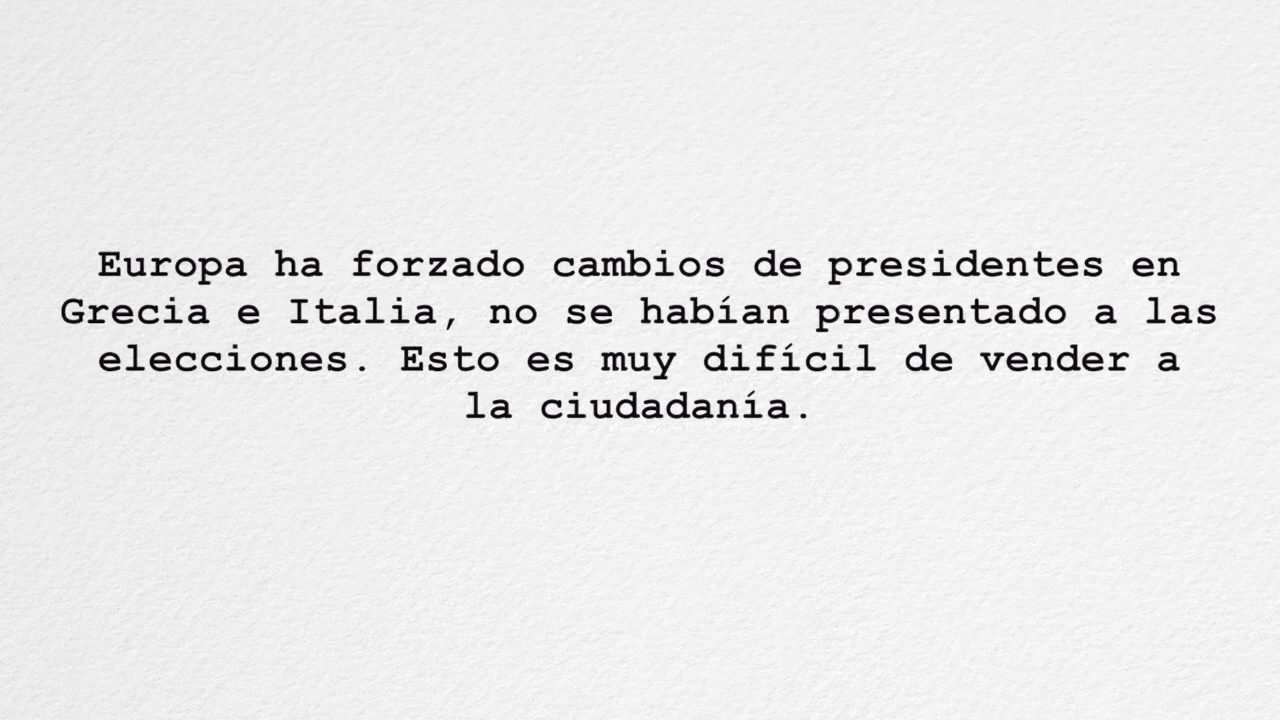 Europa ha forzado cambios de presidentes en
Grecia e Italia, no se habían presentado a las
elecciones. Esto es muy difícil de vender a
la ciudadanía.